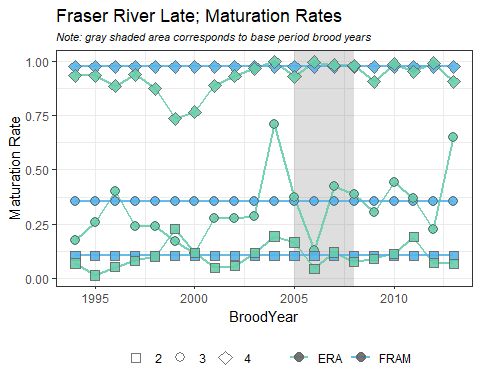 Fraser River Late; Maturation Rates
Note: gray shaded area corresponds to base period brood years
Maturation Rate
1.00
0.75
0.50
0.25
0.00
1995 2000 2005 2010
BroodYear
2 3 4 ERA FRAM